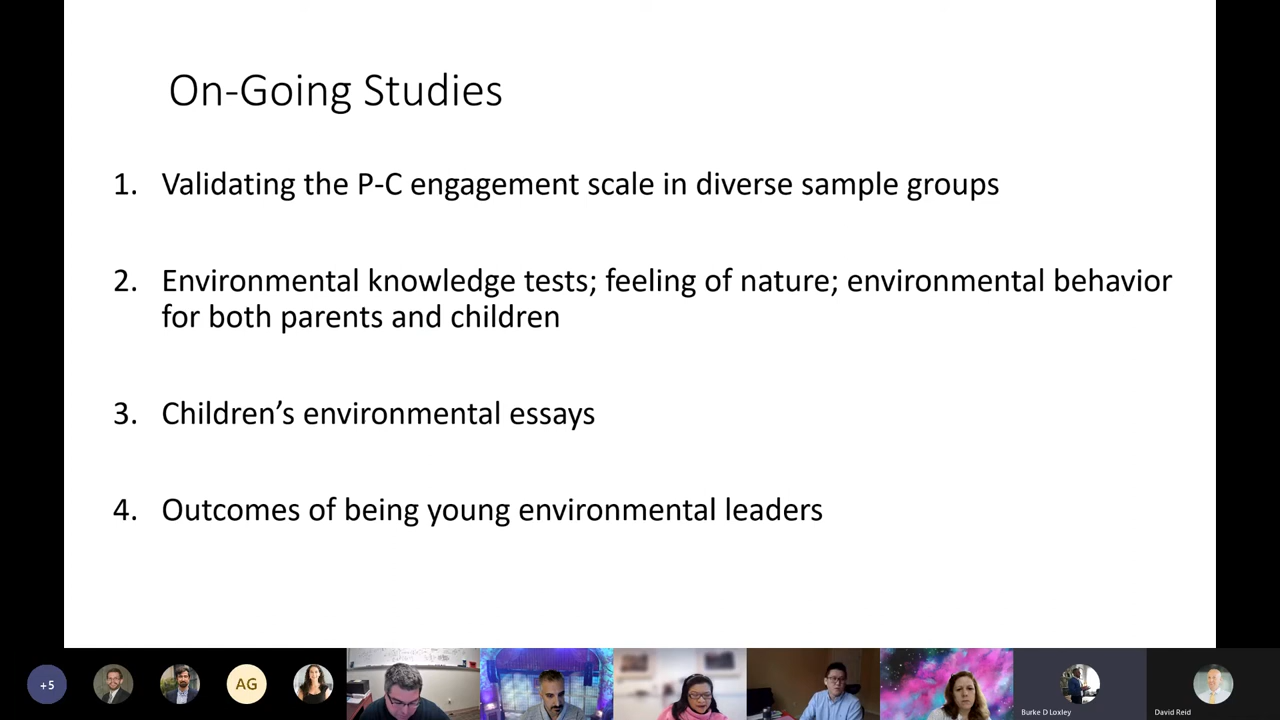 On-Going Studies
1. Validating the P-C engagement scale in diverse sample groups
2. Environmental knowledge tests; feeling of nature; environmental behavior
for both parents and children
3. Children’s environmental essays
4. Outcomes of being young environmental leaders
+5
AG
Burke D Loxley
David Reid